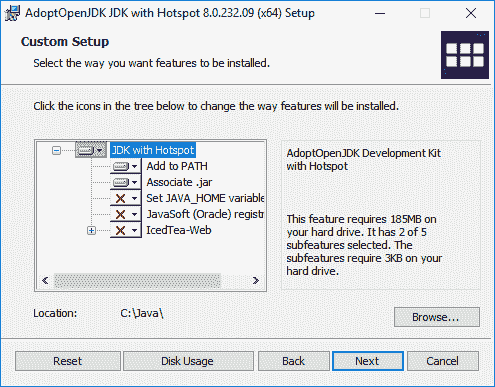 AdoptOpenJDK JDK with Hotspot 8.0.232.09 (x64) Setup
Custom Setup
Select the way you want features to be installed.
Click the icons in the tree below to change the way features will be installed.
JDK with Hotspot
Add to PATH
Associate .jar
Set JAVA_HOME variable
JavaSoft (Oracle) registr
IcedTea-Web
AdoptOpenJDK Development Kit
with Hotspot
This feature requires 185MB on
your hard drive. It has 2 of 5
subfeatures selected. The
subfeatures require 3KB on your
hard drive.
Location: C:\Java\
Browse...
Reset Disk Usage Back Next Cancel